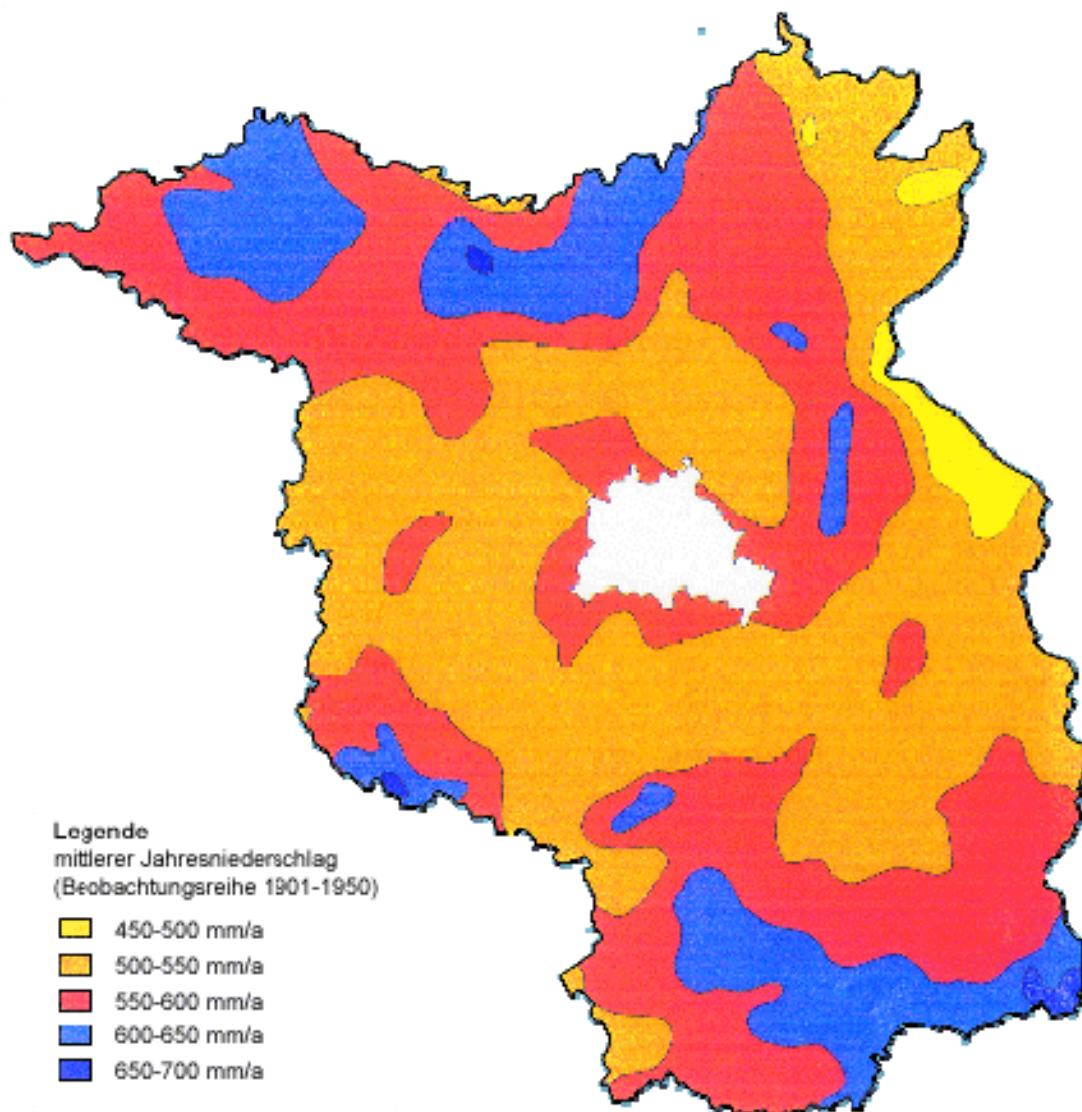 Legende
mittlerer Jahresniederschlag
(Beobachtungsreihe 1901-1950)
450-500 mm/a
500-550 mm/a
550-600 mm/a
600-650 mm/a
650-700 mm/a